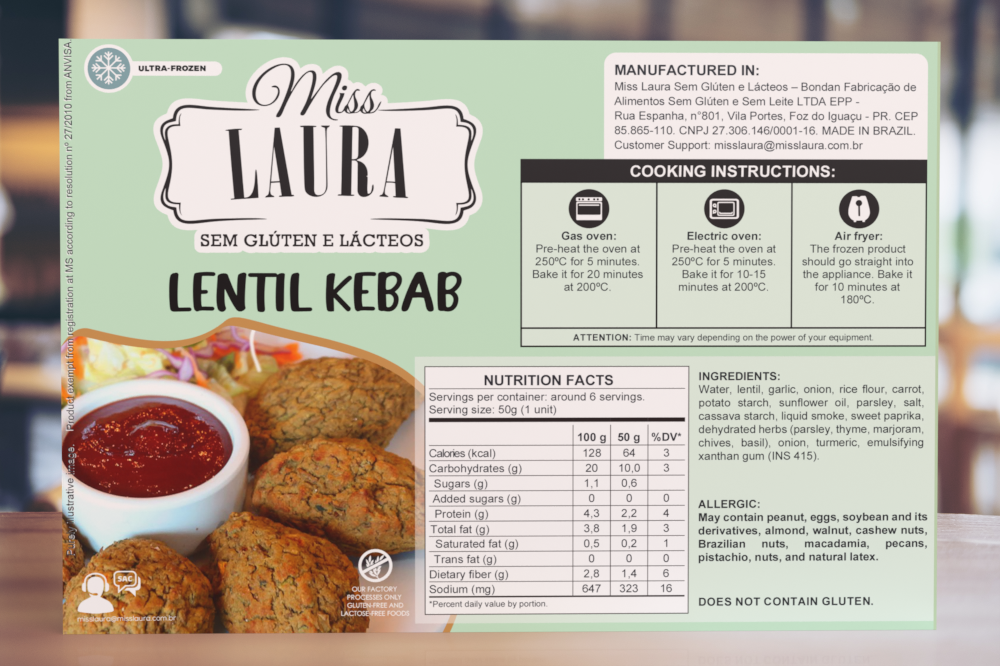 ULTRA-FROZEN
Miss
LAURA
SEM GLÚTEN E LÁCTEOS
LENTIL KEBAB
Product exempt from registration at MS according to resolution nº 27/2010 from ANVISA
MANUFACTURED IN:
Miss Laura Sem Glúten e Lácteos – Bondan Fabricação de
Alimentos Sem Glúten e Sem Leite LTDA EPP -
Rua Espanha, n°801, Vila Portes, Foz do Iguaçu - PR. CEP
85.865-110. CNPJ 27.306.146/0001-16. MADE IN BRAZIL.
Customer Support: misslaura@misslaura.com.br
COOKING INSTRUCTIONS:
Gas oven:
Pre-heat the oven at
250ºC for 5 minutes.
Bake it for 20 minutes
at 200ºC.
Electric oven:
Pre-heat the oven at
250ºC for 5 minutes.
Bake it for 10-15
minutes at 200ºC.
Air fryer:
The frozen product
should go straight into
the appliance. Bake it
for 10 minutes at
180ºC.
ATTENTION: Time may vary depending on the power of your equipment.
NUTRITION FACTS
Servings per container: around 6 servings.
Serving size: 50g (1 unit)
100 g 50 g %DV*
Calories (kcal) 128 64 3
Carbohydrates (g) 20 10,0 3
Sugars (g) 1,1 0,6
Added sugars (g) 0 0 0
Protein (g) 4,3 2,2 4
Total fat (g) 3,8 1,9 3
Saturated fat (g) 0,5 0,2 1
Trans fat (g) 0 0 0
Dietary fiber (g) 2,8 1,4 6
Sodium (mg) 647 323 16
*Percent daily value by portion.
INGREDIENTS:
Water, lentil, garlic, onion, rice flour, carrot,
potato starch, sunflower oil, parsley, salt,
cassava starch, liquid smoke, sweet paprika,
dehydrated herbs (parsley, thyme, marjoram,
chives, basil), onion, turmeric, emulsifying
xanthan gum (INS 415).
ALLERGIC:
May contain peanut, eggs, soybean and its
derivatives, almond, walnut, cashew nuts,
Brazilian nuts, macadamia, pecans,
pistachio, nuts, and natural latex.
DOES NOT CONTAIN GLUTEN.
SAC
misslaura@misslaura.com.br
OUR FACTORY
PROCESSES ONLY
GLUTEN-FREE AND
LACTOSE-FREE FOODS